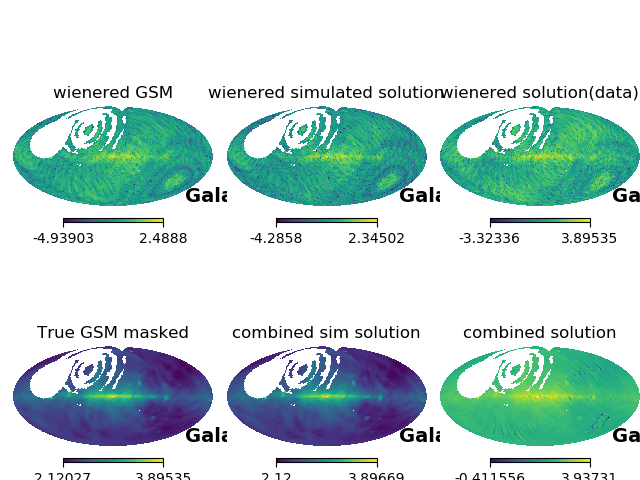 wienered GSM
wienered simulated solution
wienered solution(data)
Gala
Gala
Ga
-4.93903 2.4888
-4.2858 2.34502
-3.32336 3.89535
True GSM masked
combined sim solution
combined solution
Gala
Gala
Ga
2.12027 3.89535
2.12 3.89669
-0.411556 3.93731